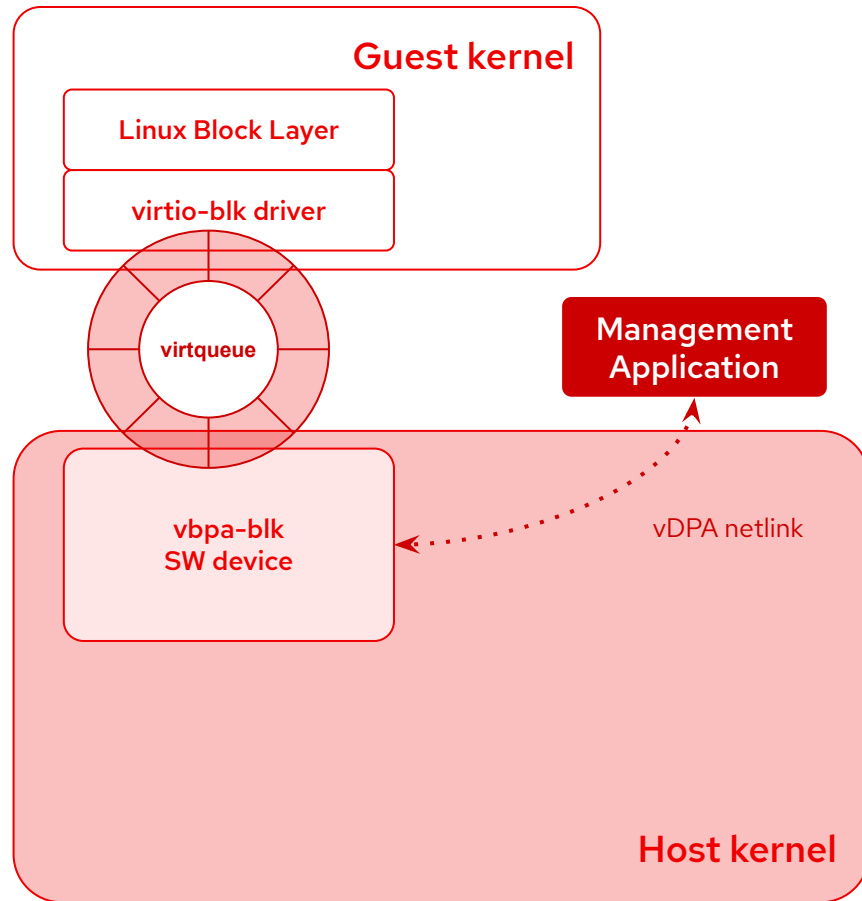 Guest kernel
Linux Block Layer
virtio-blk driver
virtqueue
Management
Application
vbpa-blk
SW device
vDPA netlink
Host kernel